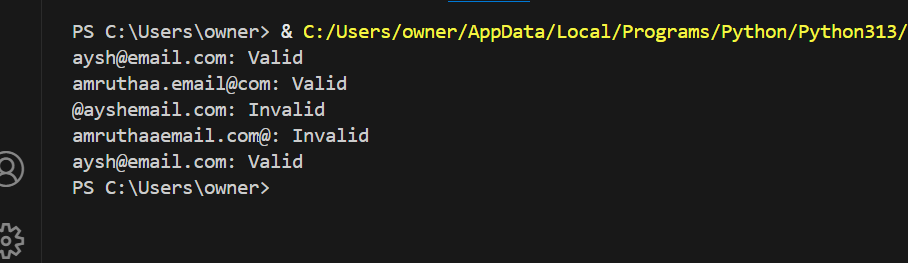 PS C:\Users\owner> & C:/Users/owner/AppData/Local/Programs/Python/Python313/
aysh@email.com: Valid
amruthaa.email@com: Valid
@ayshemail.com: Invalid
amruthaaemail.com@: Invalid
aysh@email.com: Valid
PS C:\Users\owner>